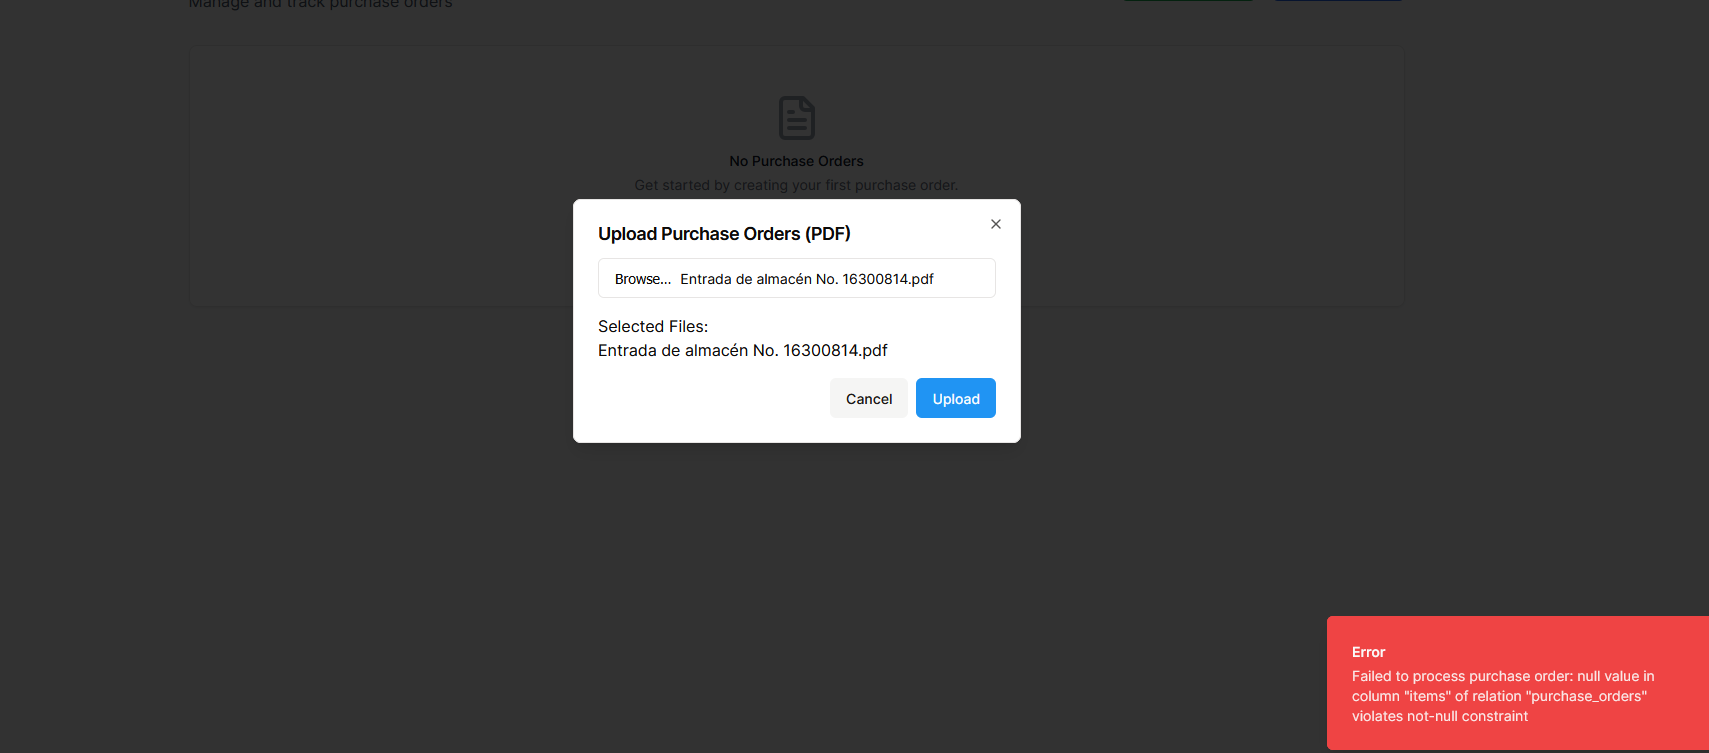 Manage and track purchase orders
No Purchase Orders
Get started by creating your first purchase order.
Upload Purchase Orders (PDF)
Browse... Entrada de almacén No. 16300814.pdf
Selected Files:
Entrada de almacén No. 16300814.pdf
Cancel Upload
Error
Failed to process purchase order: null value in
column "items" of relation "purchase_orders"
violates not-null constraint